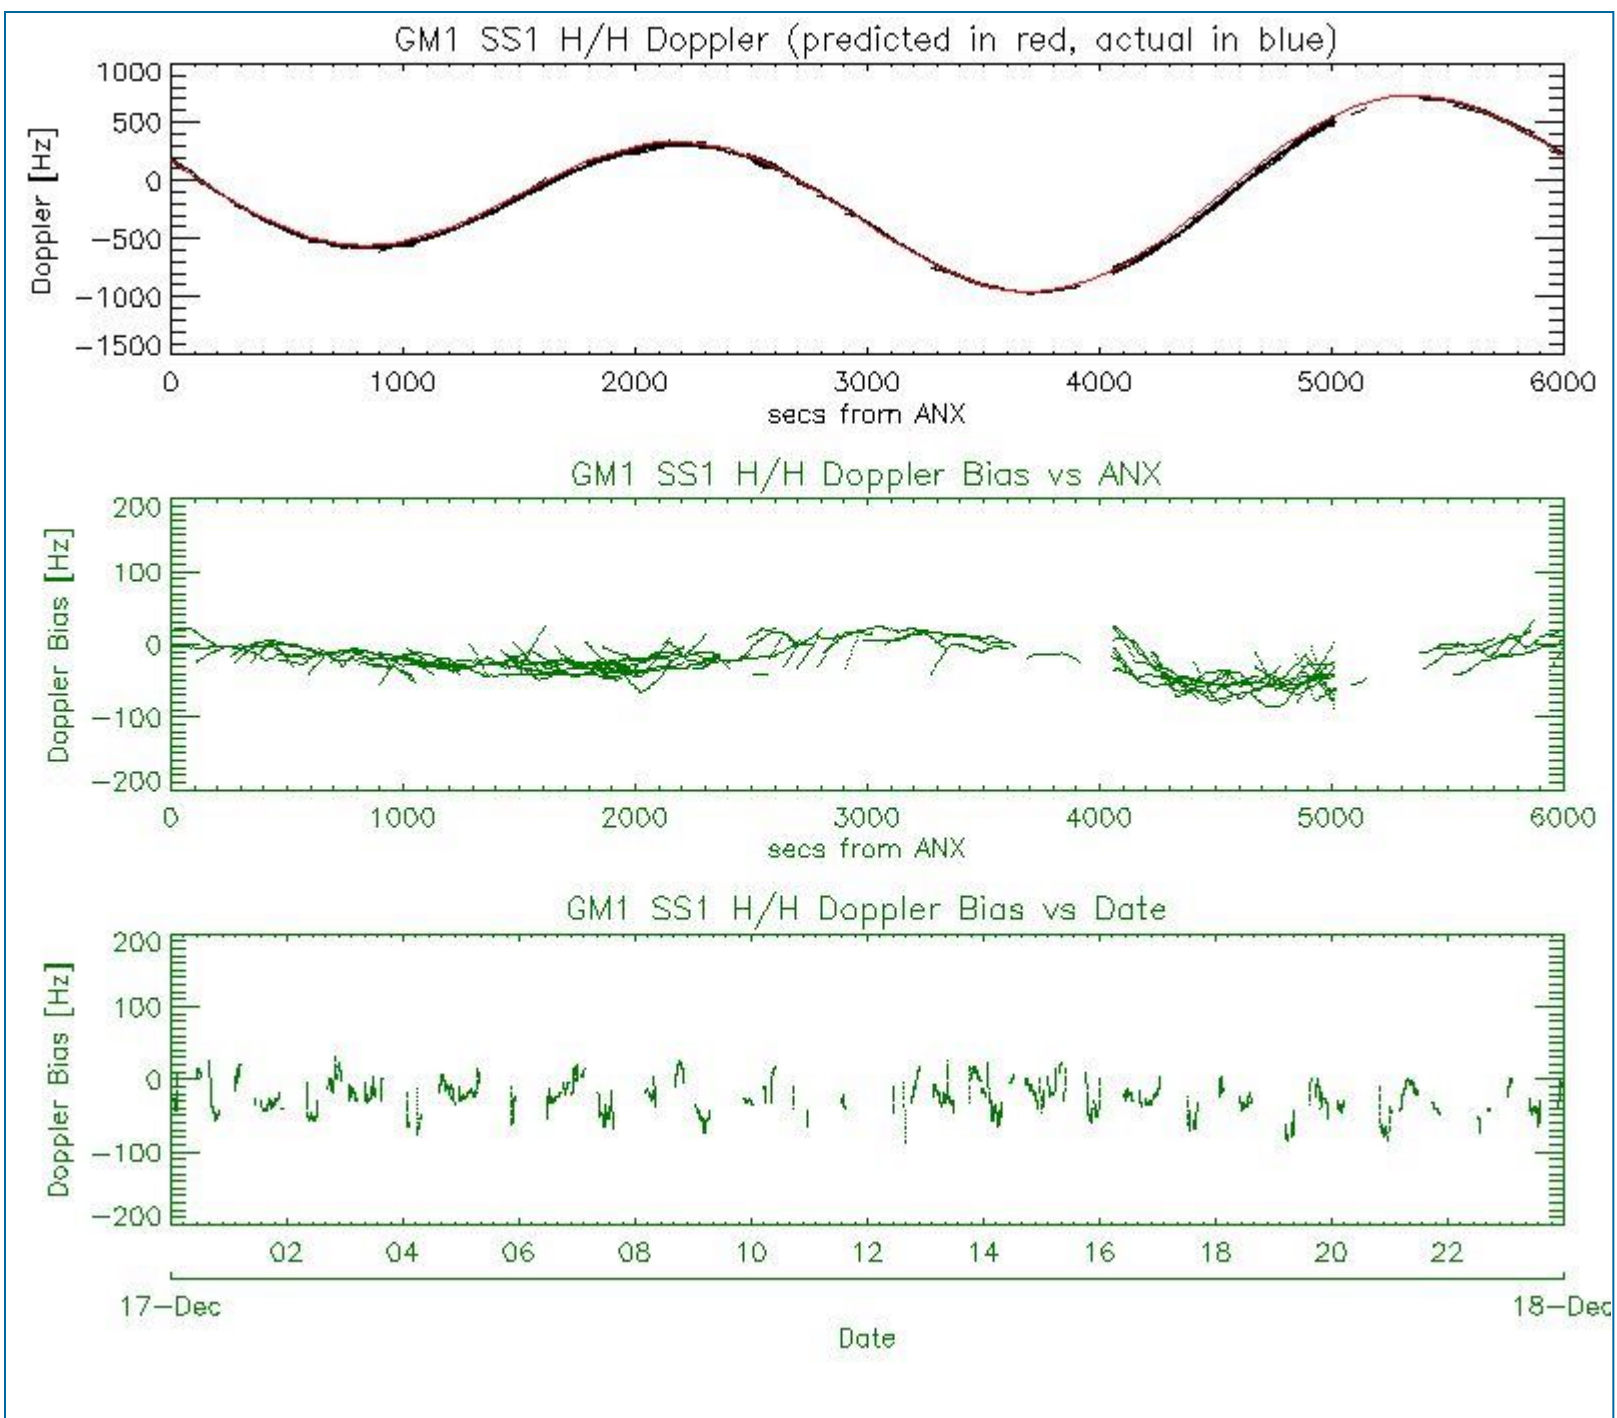 GM1 SS1 H/H Doppler (predicted in red, actual in blue)
1000
500
0
−500
−1000
−1500
Doppler [Hz]
0 1000 2000 3000 4000 5000 6000
secs from ANX
GM1 SS1 H/H Doppler Bias vs ANX
200
100
0
−100
−200
Doppler Bias [Hz]
0 1000 2000 3000 4000 5000 6000
secs from ANX
GM1 SS1 H/H Doppler Bias vs Date
200
100
0
−100
−200
Doppler Bias [Hz]
02 04 06 08 10 12 14 16 18 20 22
17−Dec 18−Dec
Date